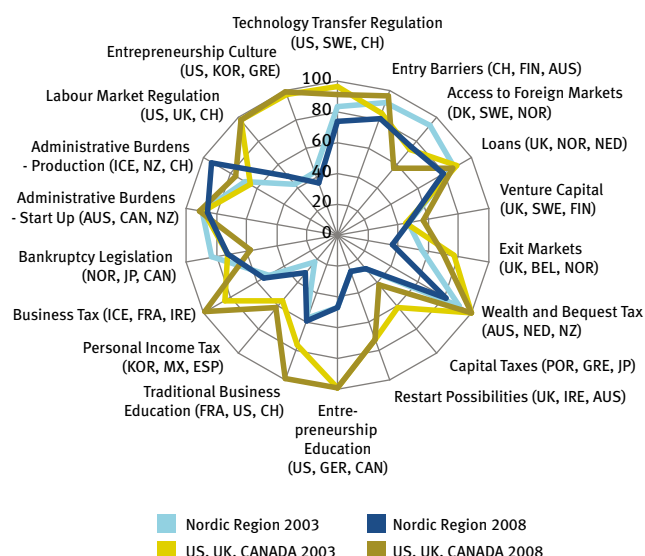 Technology Transfer Regulation
(US, SWE, CH)
Entry Barriers (CH, FIN, AUS)
Access to Foreign Markets
(DK, SWE, NOR)
Loans (UK, NOR, NED)
Venture Capital
(UK, SWE, FIN)
Exit Markets
(UK, BEL, NOR)
Wealth and Bequest Tax
(AUS, NED, NZ)
Capital Taxes (POR, GRE, JP)
Restart Possibilities (UK, IRE, AUS)
Entre-
preneurship
Education
(US, GER, CAN)
Traditional Business
Education (FRA, US, CH)
Personal Income Tax
(KOR, MX, ESP)
Business Tax (ICE, FRA, IRE)
Bankruptcy Legislation
(NOR, JP, CAN)
Administrative Burdens
- Start Up (AUS, CAN, NZ)
Administrative Burdens
- Production (ICE, NZ, CH)
Labour Market Regulation
(US, UK, CH)
Entrepreneurship Culture
(US, KOR, GRE)
100
80
60
40
20
0
Nordic Region 2003
Nordic Region 2008
US, UK, CANADA 2003
US, UK, CANADA 2008